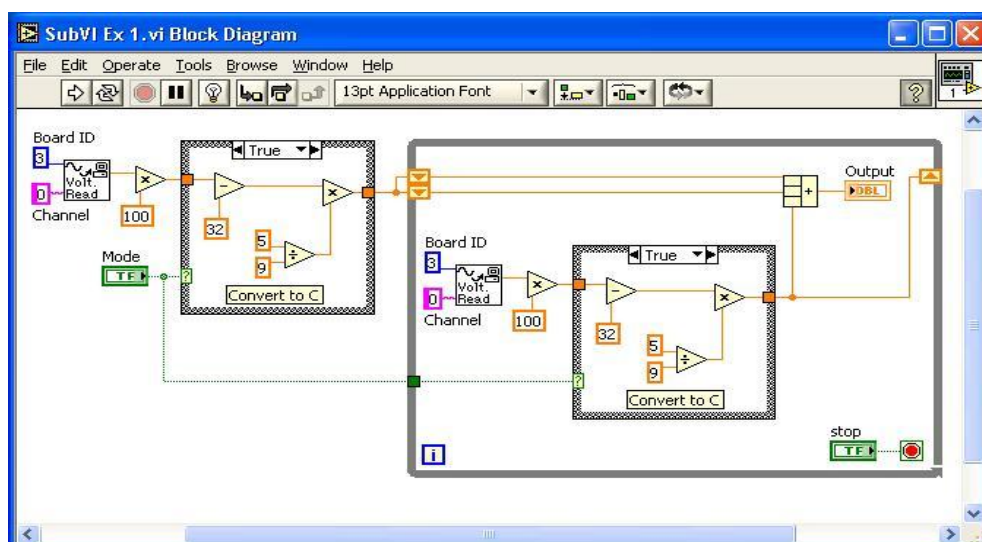 SubVI Ex 1.vi Block Diagram
File Edit Operate Tools Browse Window Help
13pt Application Font
?
1
Board ID
3
Volt.
Read
0
Channel
×
100
True
−
32
×
5
÷
9
Convert to C
?
Mode
TF
Output
DBL
+
Board ID
3
Volt.
Read
0
Channel
×
100
True
−
32
×
5
÷
9
Convert to C
?
i
stop
TF